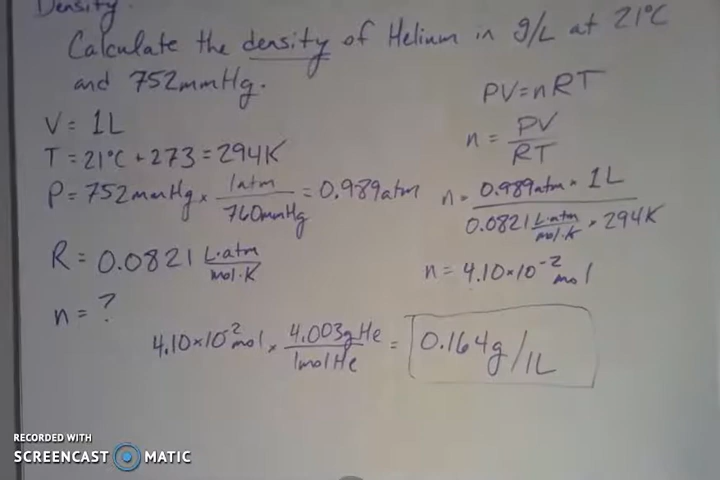 Density.
Calculate the density of Helium in g/L at 21°C
and 752mmHg.
V = 1L
T = 21°C + 273 = 294K
P = 752mmHg × 1atm / 760mmHg = 0.989atm
R = 0.0821 L·atm / mol·K
n = ?
PV = nRT
n = PV / RT
n = 0.989atm × 1L / 0.0821 L·atm / mol·K × 294K
n = 4.10×10⁻² mol
4.10×10⁻² mol × 4.003g He / 1mol He = 0.164g / 1L
RECORDED WITH
SCREENCAST MATIC